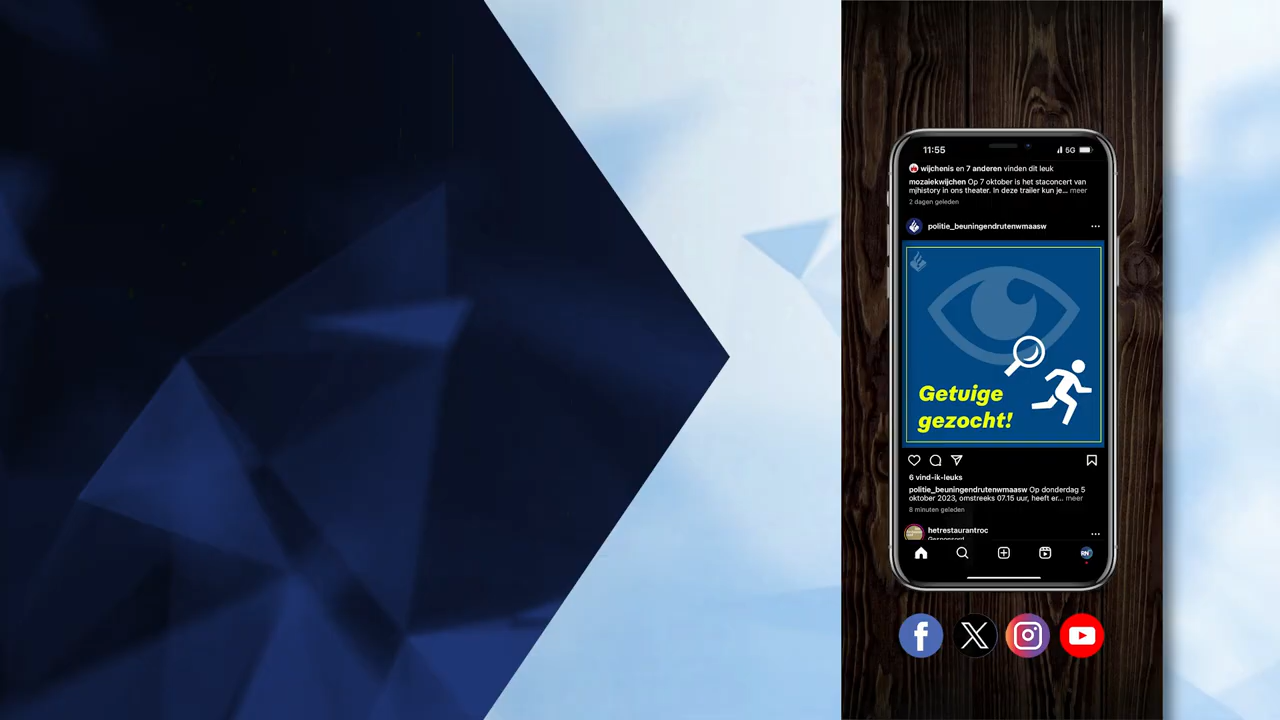 11:55
5G
wijchenis en 7 anderen vinden dit leuk
mozaiekwijchen Op 7 oktober is het staconcert van
mjhistory in ons theater. In deze trailer kun je... meer
2 dagen geleden
politie_beuningendrutenwmaasw
Getuige
gezocht!
6 vind-ik-leuks
politie_beuningendrutenwmaasw Op donderdag 5
oktober 2023, omstreeks 07.15 uur, heeft er... meer
8 minuten geleden
hetrestaurantroc
Gesponsord
RN